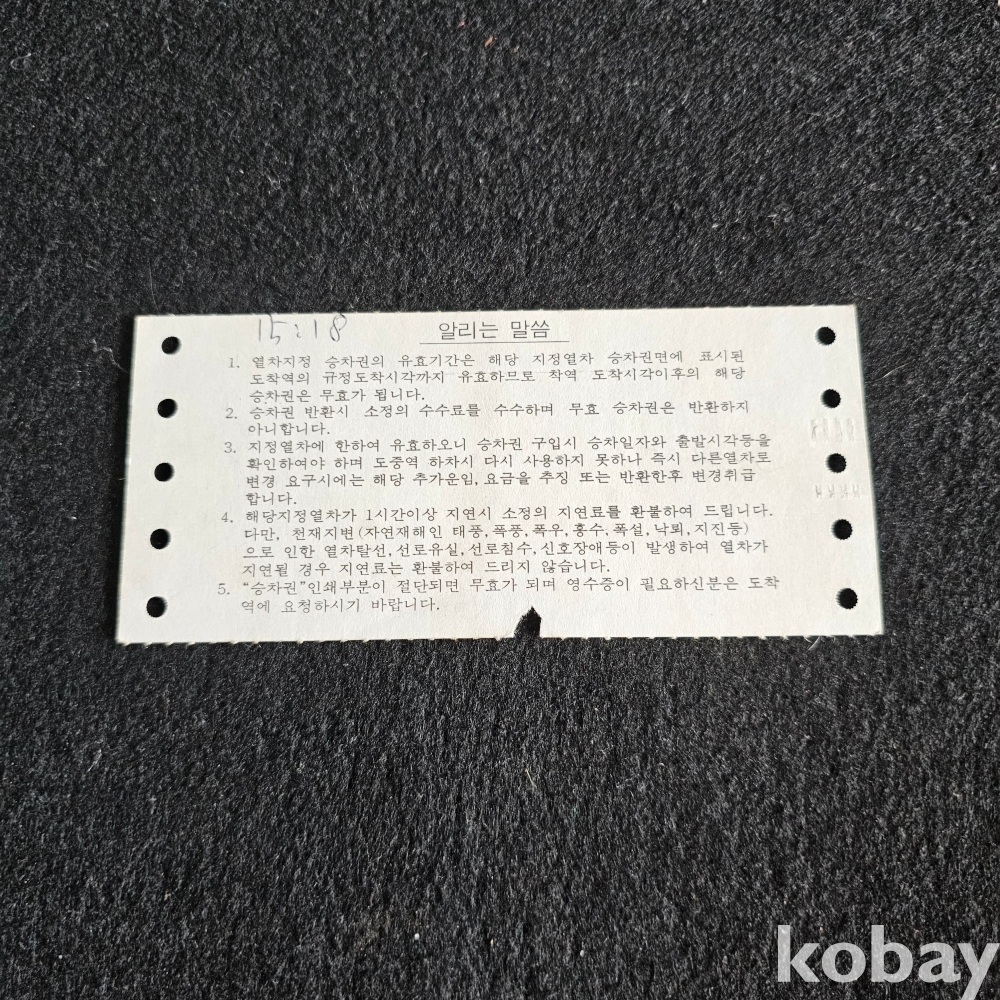 15:18
알리는 말씀
1. 열차지정 승차권의 유효기간은 해당 지정열차 승차권면에 표시된
도착역의 규정도착시각까지 유효하므로 착역 도착시각이후의 해당
승차권은 무효가 됩니다.
2. 승차권 반환시 소정의 수수료를 수수하며 무효 승차권은 반환하지
아니합니다.
3. 지정열차에 한하여 유효하오니 승차권 구입시 승차일자와 출발시각등을
확인하여야 하며 도중역 하차시 다시 사용하지 못하나 즉시 다른열차로
변경 요구시에는 해당 추가운임, 요금을 추징 또는 반환한후 변경취급
합니다.
4. 해당지정열차가 1시간이상 지연시 소정의 지연료를 환불하여 드립니다.
다만, 천재지변(자연재해인 태풍, 폭풍, 폭우, 홍수, 폭설, 낙뢰, 지진등)
으로 인한 열차탈선, 선로유실, 선로침수, 신호장애등이 발생하여 열차가
지연될 경우 지연료는 환불하여 드리지 않습니다.
5. "승차권"인쇄부분이 절단되면 무효가 되며 영수증이 필요하신분은 도착
역에 요청하시기 바랍니다.
kobay